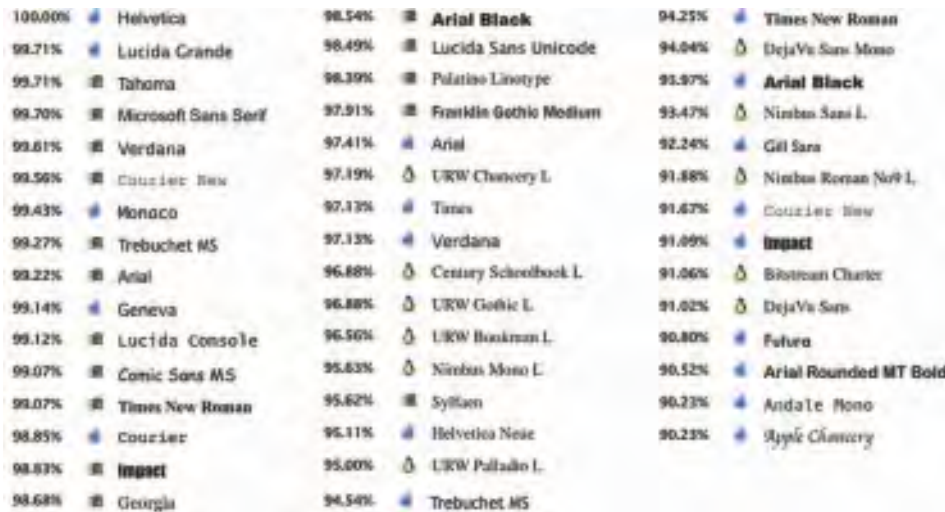 100.00% Helvetica
99.71% Lucida Grande
99.71% Tahoma
99.70% Microsoft Sans Serif
99.61% Verdana
99.56% Courier New
99.43% Monaco
99.27% Trebuchet MS
99.22% Arial
99.14% Geneva
99.12% Lucida Console
99.07% Comic Sans MS
99.07% Times New Roman
98.85% Courier
98.83% Impact
98.68% Georgia
98.54% Arial Black
98.49% Lucida Sans Unicode
98.39% Palatino Linotype
97.91% Franklin Gothic Medium
97.41% Arial
97.19% URW Chancery L
97.13% Times
97.13% Verdana
96.88% Century Schoolbook L
96.88% URW Gothic L
96.56% URW Bookman L
95.63% Nimbus Mono L
95.62% Sylfaen
95.11% Helvetica Neue
95.00% URW Palladio L
94.54% Trebuchet MS
94.25% Times New Roman
94.04% DejaVu Sans Mono
93.97% Arial Black
93.47% Nimbus Sans L
92.24% Gill Sans
91.88% Nimbus Roman No9 L
91.67% Courier New
91.09% Impact
91.06% Bitstream Charter
91.02% DejaVu Sans
90.80% Futura
90.52% Arial Rounded MT Bold
90.23% Andale Mono
90.23% Apple Chancery